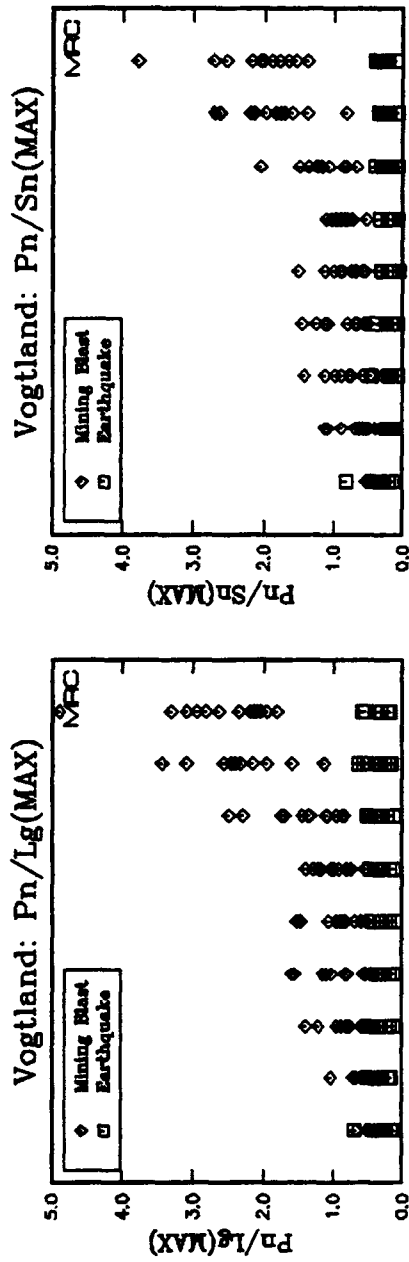 Vogtland: Pn/Lg(MAX)
MRC
Mining Blast
Earthquake
5.0
4.0
3.0
2.0
1.0
0.0
Pn/Lg(MAX)
Vogtland: Pn/Sn(MAX)
MRC
Mining Blast
Earthquake
5.0
4.0
3.0
2.0
1.0
0.0
Pn/Sn(MAX)